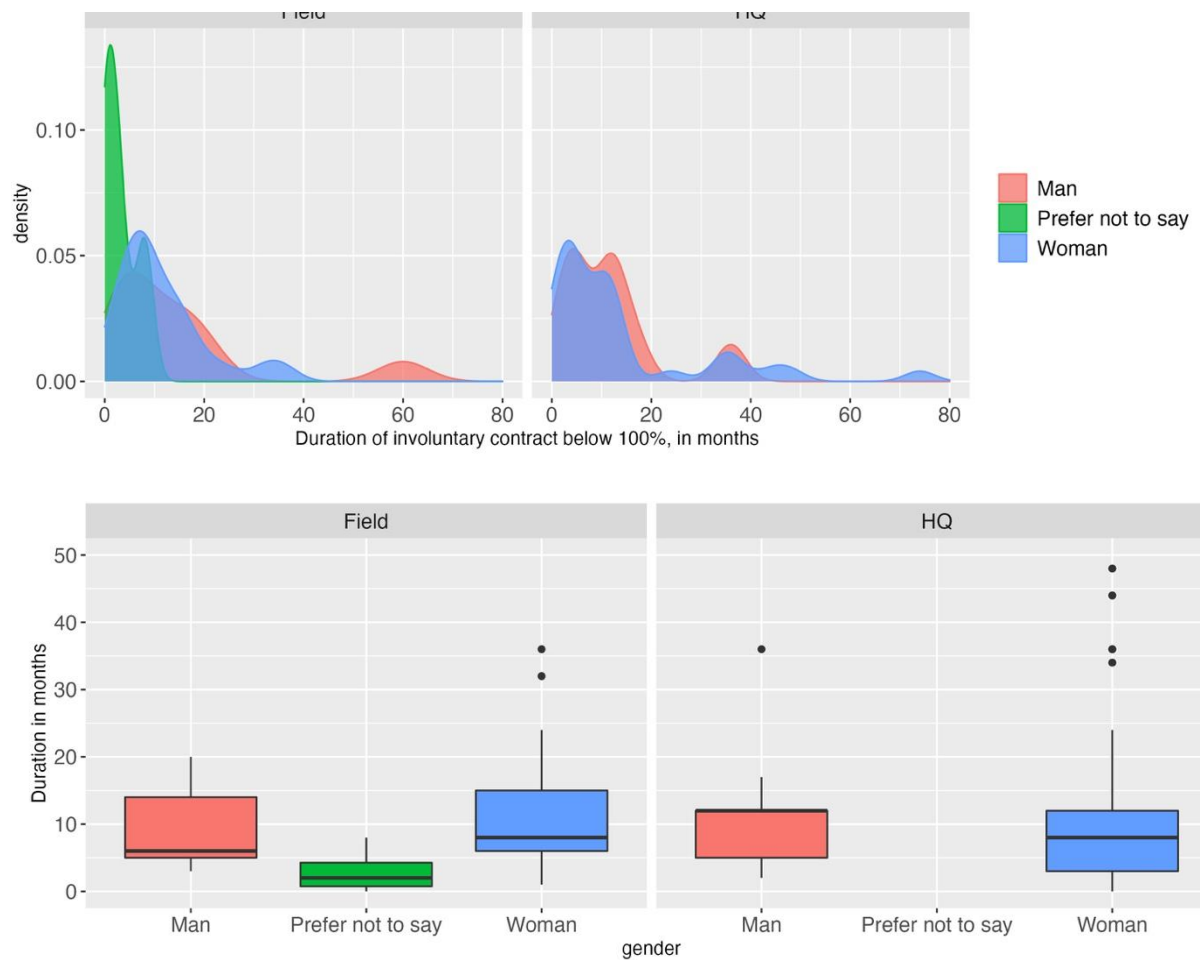 Field HQ
0.10
0.05
0.00
density
0 20 40 60 80 0 20 40 60 80
Duration of involuntary contract below 100%, in months
Man
Prefer not to say
Woman
Field HQ
50
40
30
20
10
0
Duration in months
Man Prefer not to say Woman Man Prefer not to say Woman
gender